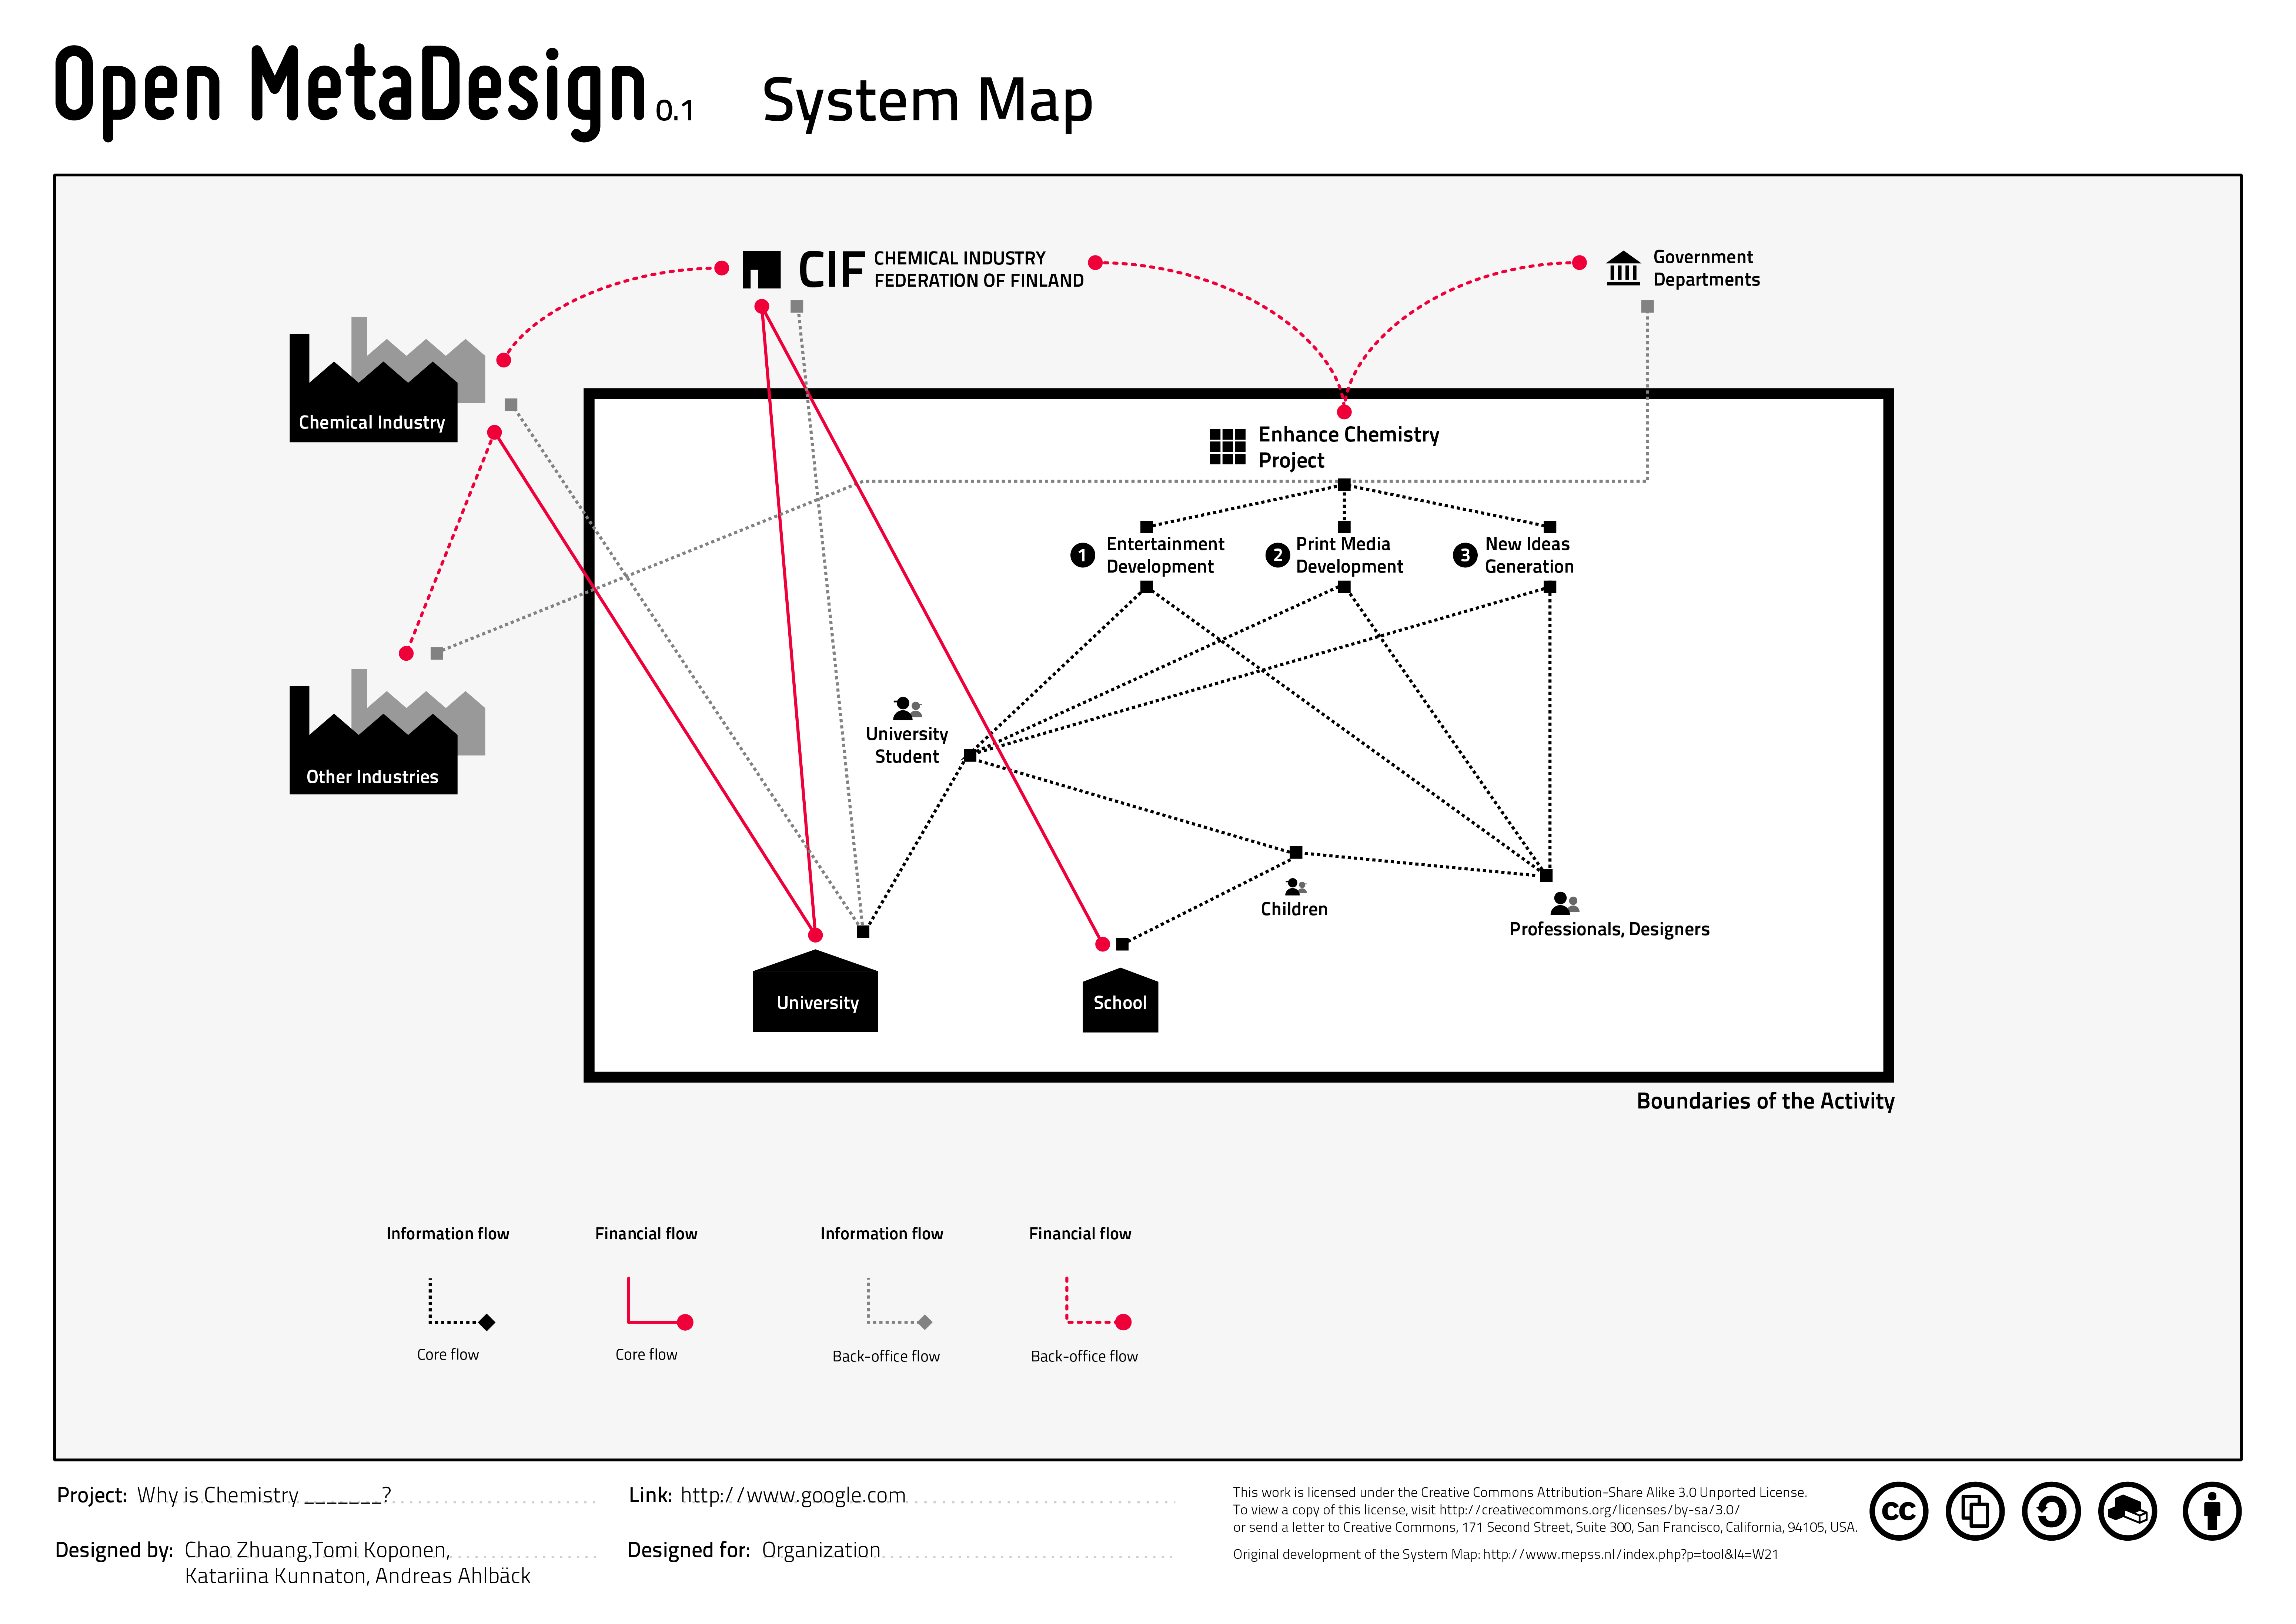 Open MetaDesign 0.1 System Map
CIF CHEMICAL INDUSTRY
FEDERATION OF FINLAND
Government
Departments
Chemical Industry
Enhance Chemistry
Project
1 Entertainment
Development
2 Print Media
Development
3 New Ideas
Generation
University
Student
Other Industries
Children
Professionals, Designers
University
School
Boundaries of the Activity
Information flow
Core flow
Financial flow
Core flow
Information flow
Back-office flow
Financial flow
Back-office flow
Project: Why is Chemistry _______?
Designed by: Chao Zhuang,Tomi Koponen,
Katariina Kunnaton, Andreas Ahlbäck
Link: http://www.google.com
Designed for: Organization
This work is licensed under the Creative Commons Attribution-Share Alike 3.0 Unported License.
To view a copy of this license, visit http://creativecommons.org/licenses/by-sa/3.0/
or send a letter to Creative Commons, 171 Second Street, Suite 300, San Francisco, California, 94105, USA.
Original development of the System Map: http://www.mepss.nl/index.php?p=tool&l4=W21
cc